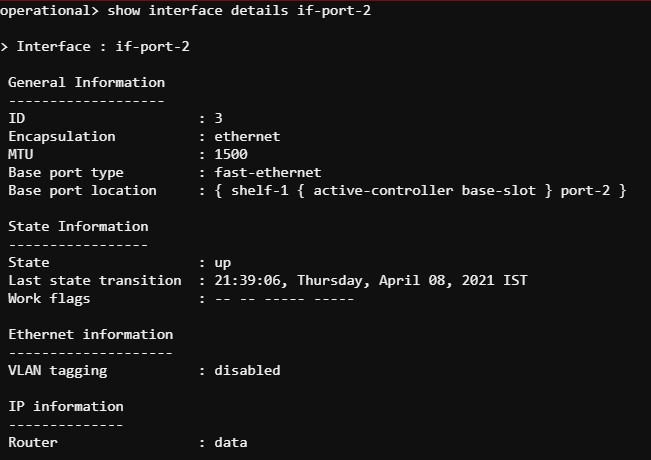 operational> show interface details if-port-2
> Interface : if-port-2
General Information
-------------------
ID : 3
Encapsulation : ethernet
MTU : 1500
Base port type : fast-ethernet
Base port location : { shelf-1 { active-controller base-slot } port-2 }
State Information
-----------------
State : up
Last state transition : 21:39:06, Thursday, April 08, 2021 IST
Work flags : -- -- ----- -----
Ethernet information
--------------------
VLAN tagging : disabled
IP information
--------------
Router : data